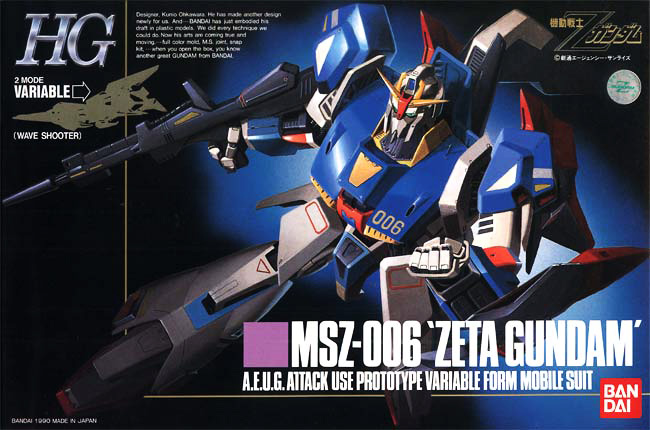 HG
Designer, Kunio Ohkawara. He has made another design
newly for us. And— BANDAI has just embodied his
draft in plastic models. We did every technique we
could do. Now his arts are coming true and
moving, ···full color mold, M.S. joint, snap
kit, ···when you open the box, you know
another great GUNDAM from BANDAI.
2 MODE
VARIABLE
(WAVE SHOOTER)
機動戦士
Ζガンダム
©創通エージェンシー・サンライズ
006
MSZ-006 'ZETA GUNDAM'
A.E.U.G. ATTACK USE PROTOTYPE VARIABLE FORM MOBILE SUIT
BAN
DAI
BANDAI 1990 MADE IN JAPAN